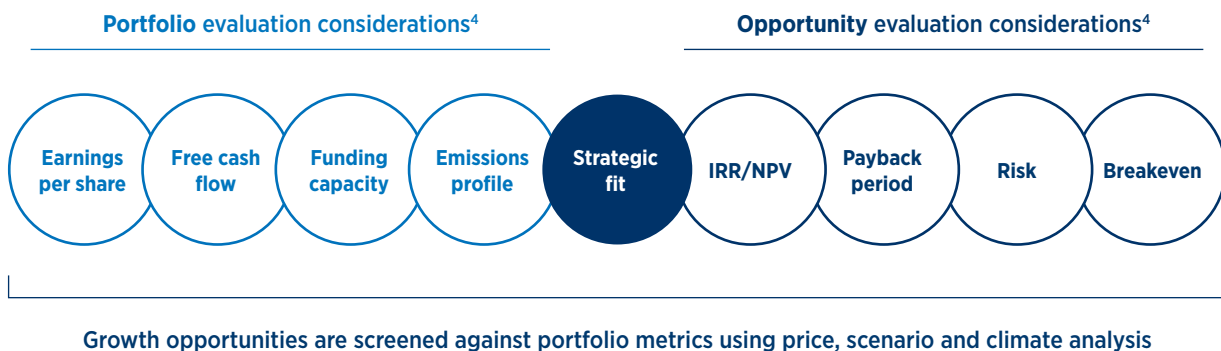 Portfolio evaluation considerations⁴
Opportunity evaluation considerations⁴
Earnings
per share
Free cash
flow
Funding
capacity
Emissions
profile
Strategic
fit
IRR/NPV
Payback
period
Risk
Breakeven
Growth opportunities are screened against portfolio metrics using price, scenario and climate analysis